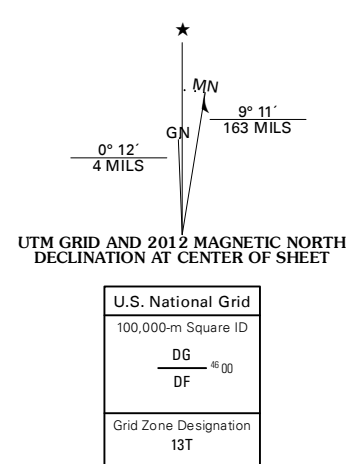 ★
MN
GN
9° 11´
163 MILS
0° 12´
4 MILS
UTM GRID AND 2012 MAGNETIC NORTH
DECLINATION AT CENTER OF SHEET
U.S. National Grid
100,000-m Square ID
DG
46 00
DF
Grid Zone Designation
13T